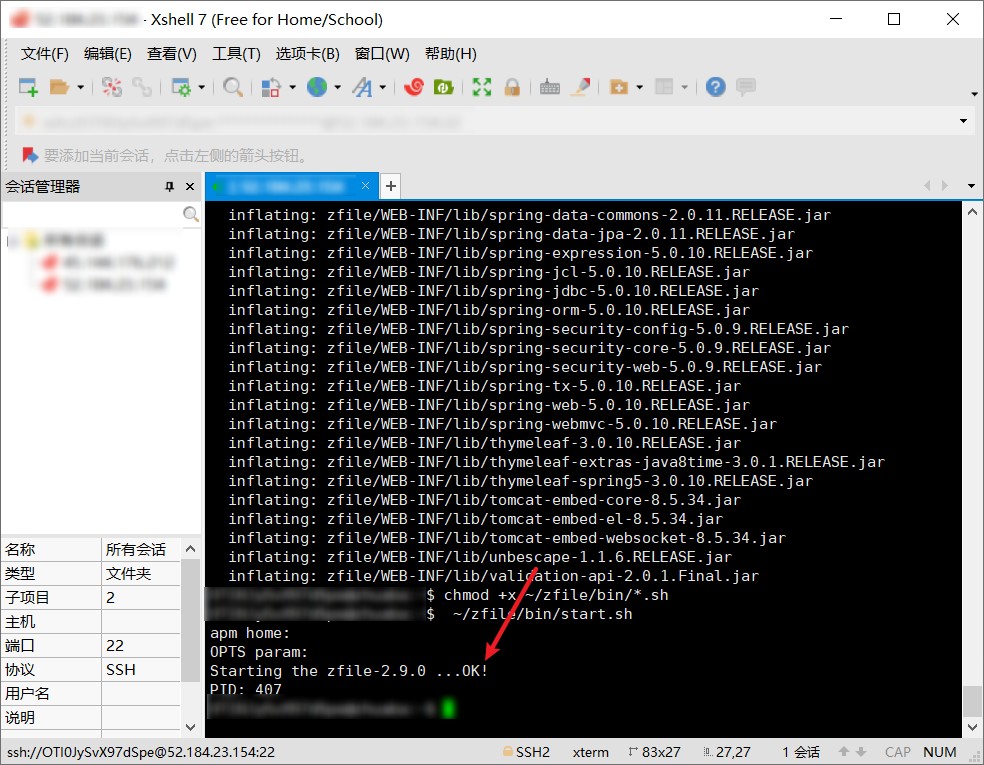 - Xshell 7 (Free for Home/School)
文件(F) 编辑(E) 查看(V) 工具(T) 选项卡(B) 窗口(W) 帮助(H)
要添加当前会话，点击左侧的箭头按钮。
会话管理器
inflating: zfile/WEB-INF/lib/spring-data-commons-2.0.11.RELEASE.jar
inflating: zfile/WEB-INF/lib/spring-data-jpa-2.0.11.RELEASE.jar
inflating: zfile/WEB-INF/lib/spring-expression-5.0.10.RELEASE.jar
inflating: zfile/WEB-INF/lib/spring-jcl-5.0.10.RELEASE.jar
inflating: zfile/WEB-INF/lib/spring-jdbc-5.0.10.RELEASE.jar
inflating: zfile/WEB-INF/lib/spring-orm-5.0.10.RELEASE.jar
inflating: zfile/WEB-INF/lib/spring-security-config-5.0.9.RELEASE.jar
inflating: zfile/WEB-INF/lib/spring-security-core-5.0.9.RELEASE.jar
inflating: zfile/WEB-INF/lib/spring-security-web-5.0.9.RELEASE.jar
inflating: zfile/WEB-INF/lib/spring-tx-5.0.10.RELEASE.jar
inflating: zfile/WEB-INF/lib/spring-web-5.0.10.RELEASE.jar
inflating: zfile/WEB-INF/lib/spring-webmvc-5.0.10.RELEASE.jar
inflating: zfile/WEB-INF/lib/thymeleaf-3.0.10.RELEASE.jar
inflating: zfile/WEB-INF/lib/thymeleaf-extras-java8time-3.0.1.RELEASE.jar
inflating: zfile/WEB-INF/lib/thymeleaf-spring5-3.0.10.RELEASE.jar
inflating: zfile/WEB-INF/lib/tomcat-embed-core-8.5.34.jar
inflating: zfile/WEB-INF/lib/tomcat-embed-el-8.5.34.jar
inflating: zfile/WEB-INF/lib/tomcat-embed-websocket-8.5.34.jar
inflating: zfile/WEB-INF/lib/unbescape-1.1.6.RELEASE.jar
inflating: zfile/WEB-INF/lib/validation-api-2.0.1.Final.jar
$ chmod +x ~/zfile/bin/*.sh
$ ~/zfile/bin/start.sh
apm home:
OPTS param:
Starting the zfile-2.9.0 ...OK!
PID: 407
名称 所有会话
类型 文件夹
子项目 2
主机
端口 22
协议 SSH
用户名
说明
ssh://OTl0JySvX97dSpe@52.184.23.154:22 SSH2 xterm 83x27 27,27 1 会话 CAP NUM